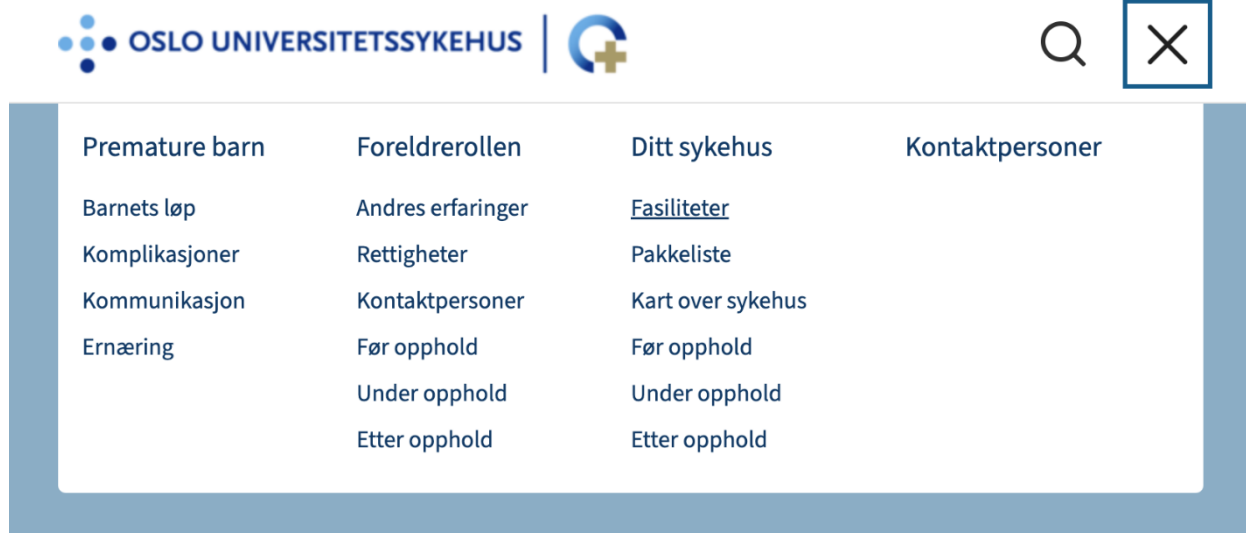 OSLO UNIVERSITETSSYKEHUS
Premature barn
Barnets løp
Komplikasjoner
Kommunikasjon
Ernæring
Foreldrerollen
Andres erfaringer
Rettigheter
Kontaktpersoner
Før opphold
Under opphold
Etter opphold
Ditt sykehus
Fasiliteter
Pakkeliste
Kart over sykehus
Før opphold
Under opphold
Etter opphold
Kontaktpersoner